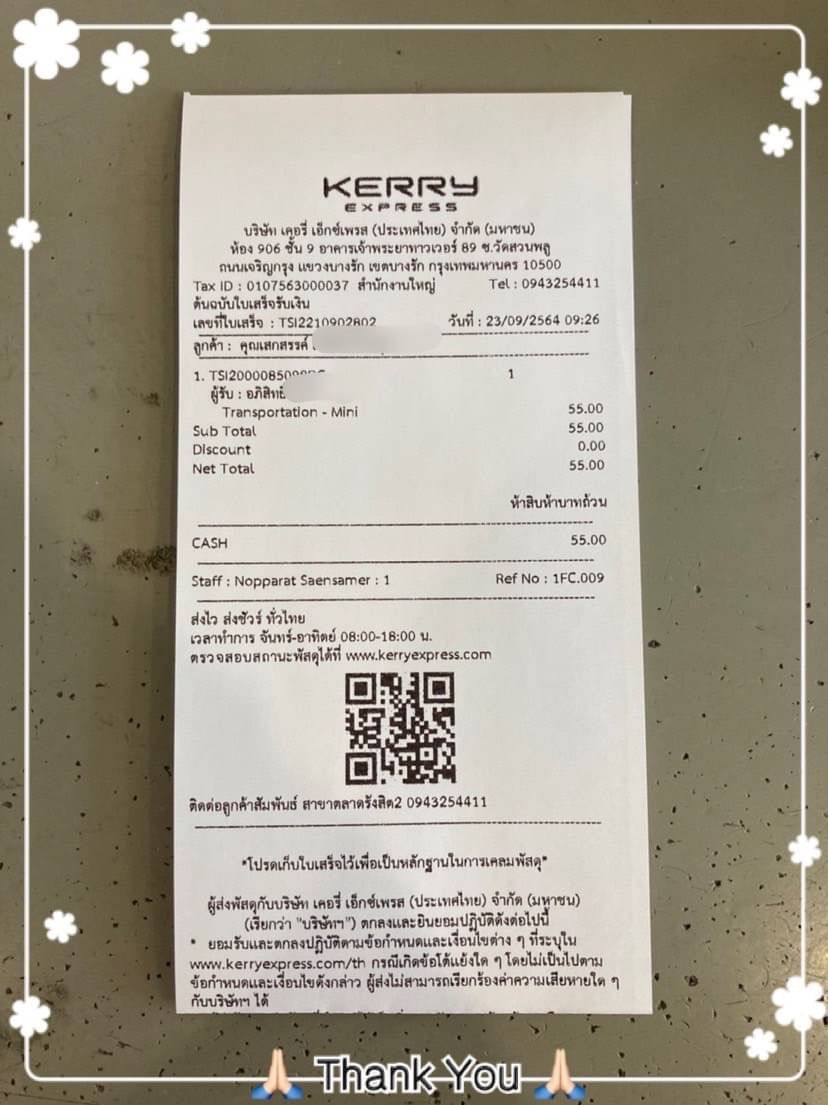 KERRY
EXPRESS
บริษัท เคอรี่ เอ็กซ์เพรส (ประเทศไทย) จำกัด (มหาชน)
ห้อง 906 ชั้น 9 อาคารเจ้าพระยาทาวเวอร์ 89 ซ.วัดสวนพลู
ถนนเจริญกรุง แขวงบางรัก เขตบางรัก กรุงเทพมหานคร 10500
Tax ID : 0107563000037 สำนักงานใหญ่ Tel : 0943254411
ต้นฉบับใบเสร็จรับเงิน
เลขที่ใบเสร็จ : TSI2210902802 วันที่ : 23/09/2564 09:26
ลูกค้า : คุณเสกสรรค์
1. 1
ผู้รับ : อภิสิทธิ์
Transportation - Mini 55.00
Sub Total 55.00
Discount 0.00
Net Total 55.00
ห้าสิบห้าบาทถ้วน
CASH 55.00
Staff : Nopparat Saensamer : 1 Ref No : 1FC.009
ส่งไว ส่งชัวร์ ทั่วไทย
เวลาทำการ จันทร์-อาทิตย์ 08:00-18:00 น.
ตรวจสอบสถานะพัสดุได้ที่ www.kerryexpress.com
ติดต่อลูกค้าสัมพันธ์ สาขาตลาดรังสิต2 0943254411
*โปรดเก็บใบเสร็จไว้เพื่อเป็นหลักฐานในการเคลมพัสดุ*
ผู้ส่งพัสดุกับบริษัท เคอรี่ เอ็กซ์เพรส (ประเทศไทย) จำกัด (มหาชน)
(เรียกว่า "บริษัทฯ") ตกลงและยินยอมปฏิบัติดังต่อไปนี้
* ยอมรับและตกลงปฏิบัติตามข้อกำหนดและเงื่อนไขต่าง ๆ ที่ระบุใน
www.kerryexpress.com/th กรณีเกิดข้อโต้แย้งใด ๆ โดยไม่เป็นไปตาม
ข้อกำหนดและเงื่อนไขดังกล่าว ผู้ส่งไม่สามารถเรียกร้องค่าความเสียหายใด ๆ
กับบริษัทฯ ได้
Thank You